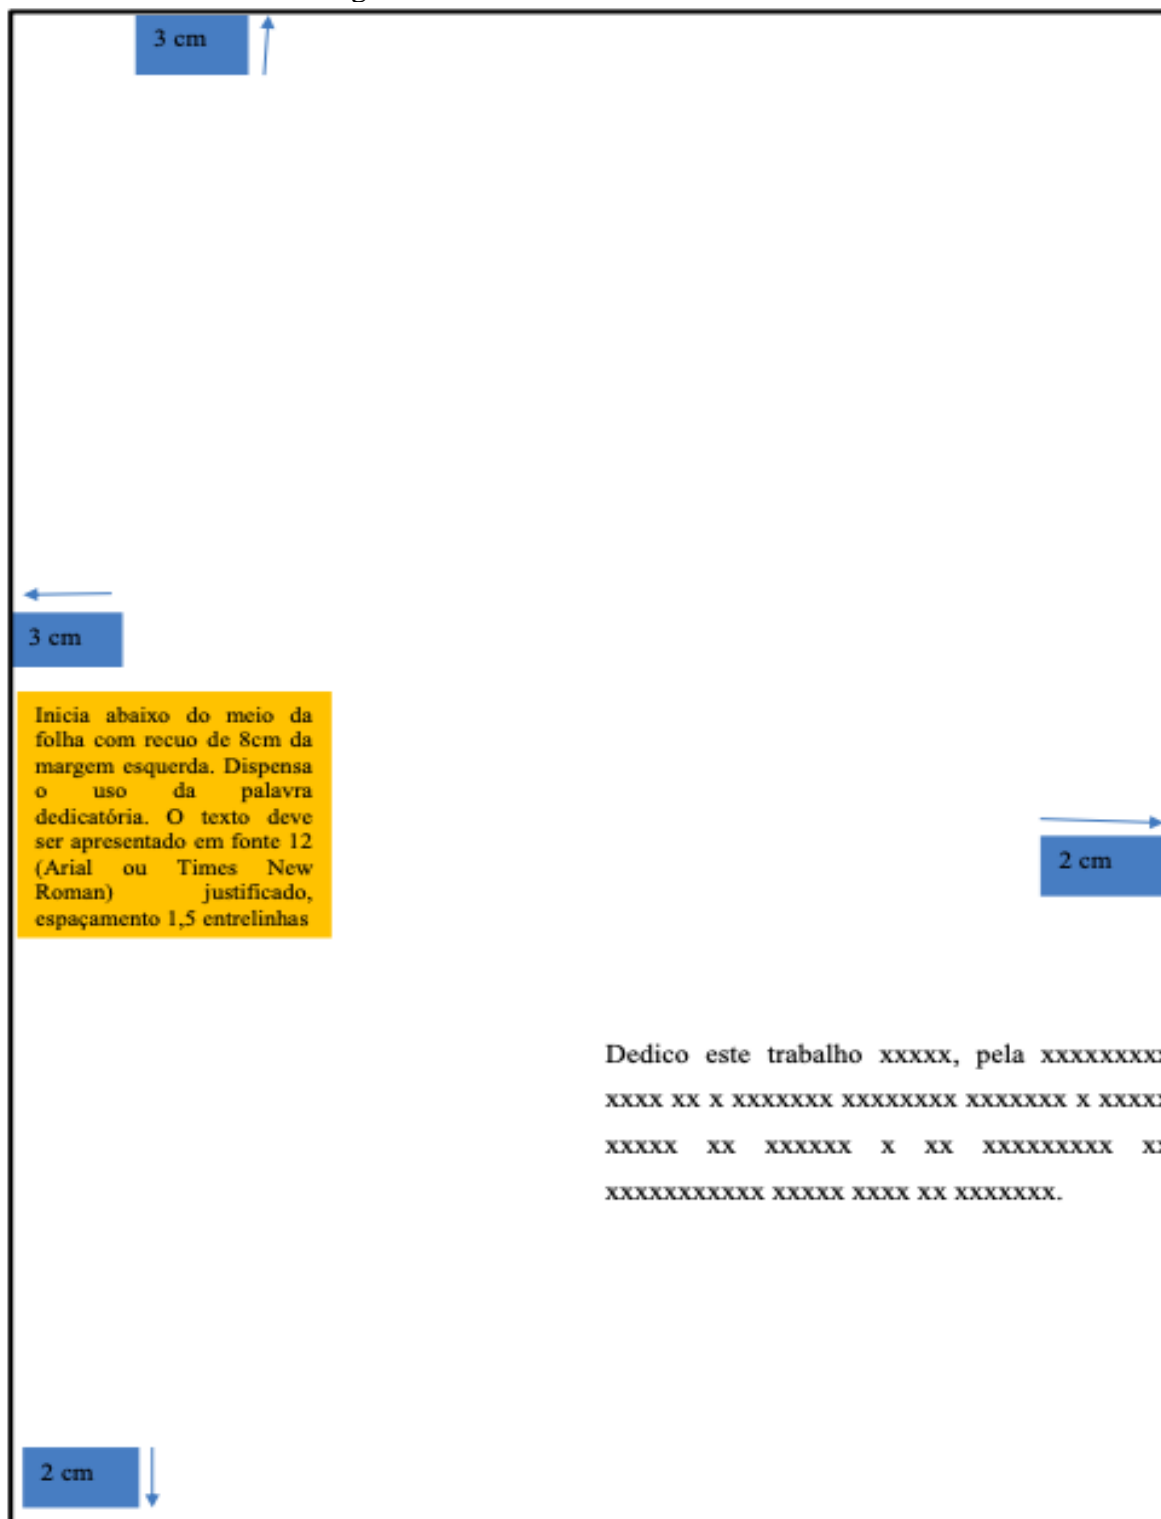 3 cm
3 cm
Inicia abaixo do meio da
folha com recuo de 8cm da
margem esquerda. Dispensa
o uso da palavra
dedicatória. O texto deve
ser apresentado em fonte 12
(Arial ou Times New
Roman) justificado,
espaçamento 1,5 entrelinhas
2 cm
Dedico este trabalho xxxxx, pela xxxxxxxxx
xxxx xx x xxxxxxx xxxxxxxx xxxxxxx x xxxxx
xxxxx xx xxxxxx x xx xxxxxxxxx xx
xxxxxxxxxxx xxxxx xxxx xx xxxxxxx.
2 cm